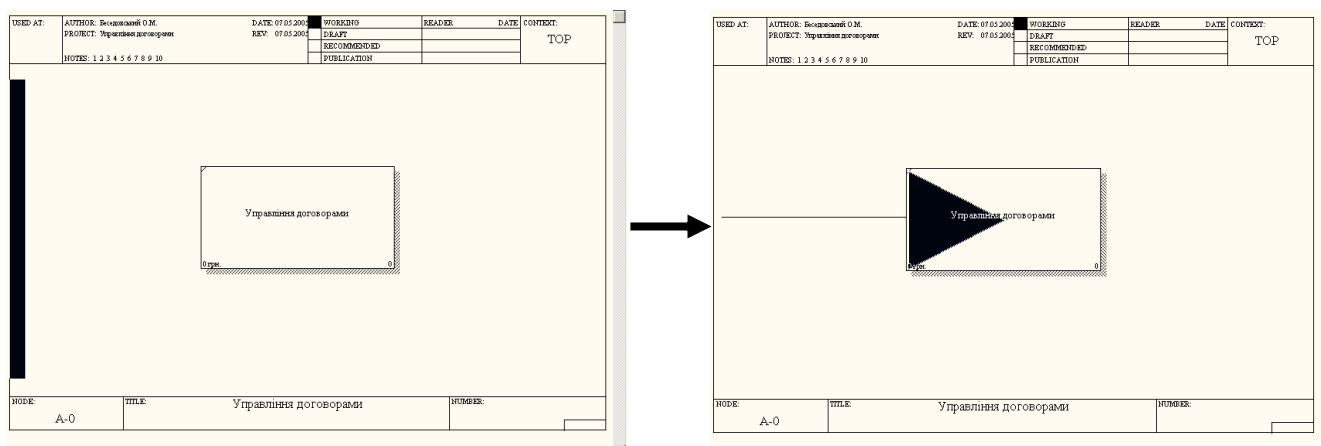 USED AT: AUTHOR: Беседовський О.М. DATE: 07.05.2005 WORKING READER DATE CONTEXT:
PROJECT: Управління договорами REV: 07.05.2005 DRAFT TOP
RECOMMENDED
NOTES: 1 2 3 4 5 6 7 8 9 10 PUBLICATION
Управління договорами
0 грн. 0
NODE: TITLE: Управління договорами NUMBER:
A-0
USED AT: AUTHOR: Беседовський О.М. DATE: 07.05.2005 WORKING READER DATE CONTEXT:
PROJECT: Управління договорами REV: 07.05.2005 DRAFT TOP
RECOMMENDED
NOTES: 1 2 3 4 5 6 7 8 9 10 PUBLICATION
Управління договорами
0 грн. 0
NODE: TITLE: Управління договорами NUMBER:
A-0